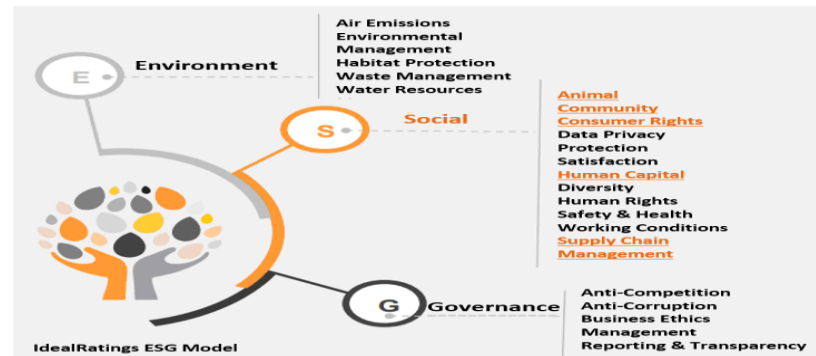 E
Environment
Air Emissions
Environmental
Management
Habitat Protection
Waste Management
Water Resources
S
Social
Animal
Community
Consumer Rights
Data Privacy
Protection
Satisfaction
Human Capital
Diversity
Human Rights
Safety & Health
Working Conditions
Supply Chain
Management
G
Governance
Anti-Competition
Anti-Corruption
Business Ethics
Management
Reporting & Transparency
IdealRatings ESG Model